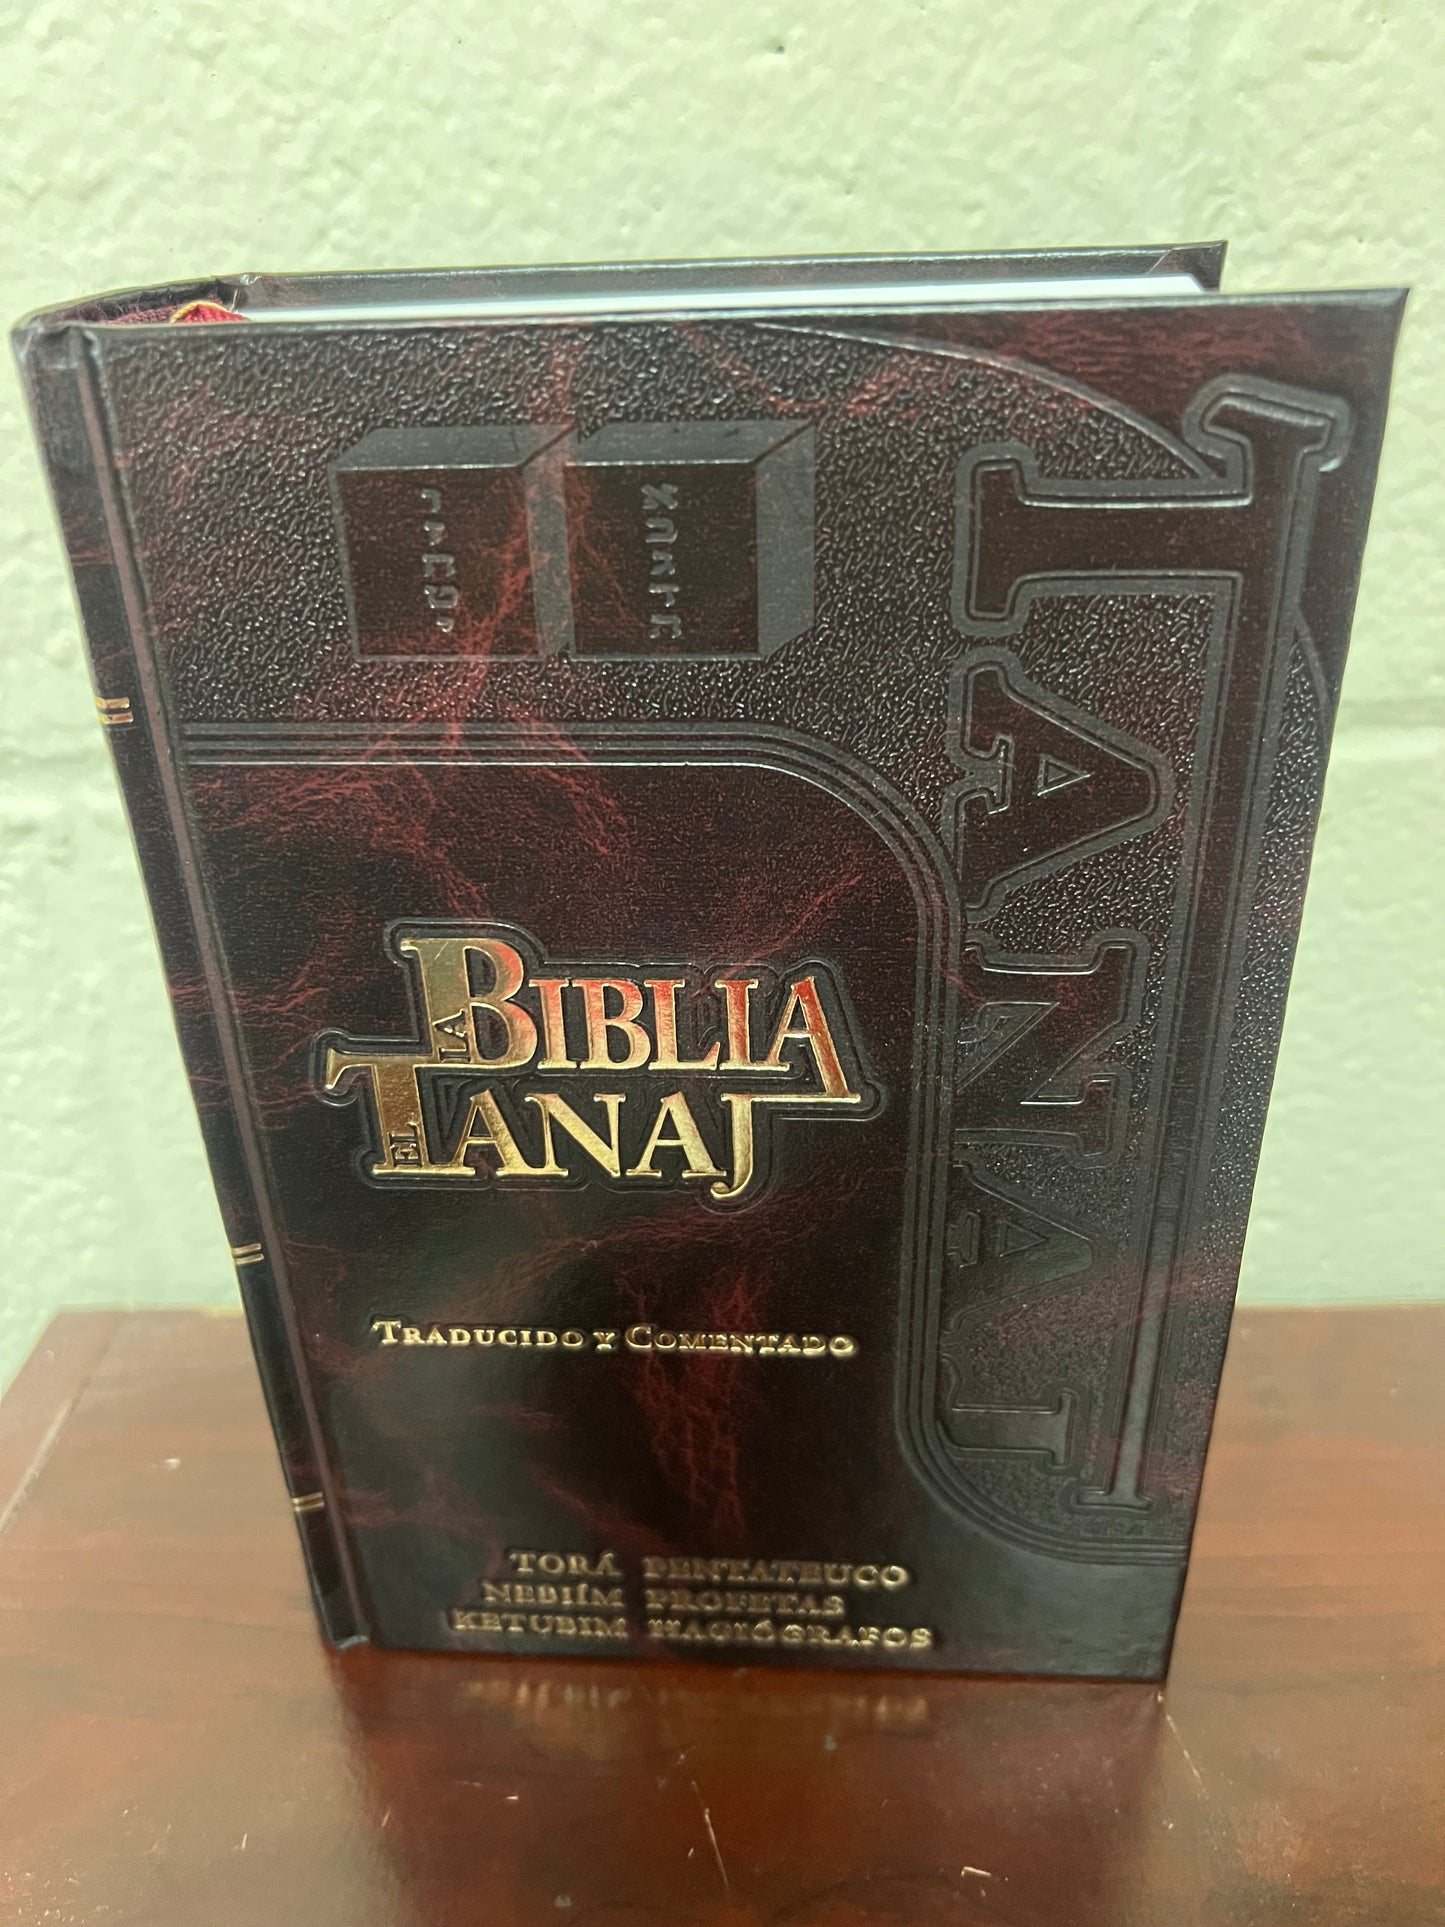 LA BIBLIA
EL TANAJ
TRADUCIDO Y COMENTADO
TORÁ PENTATEUCO
NEBIÍM PROFETAS
KETUBIM HAGIÓGRAFOS
TANAJ